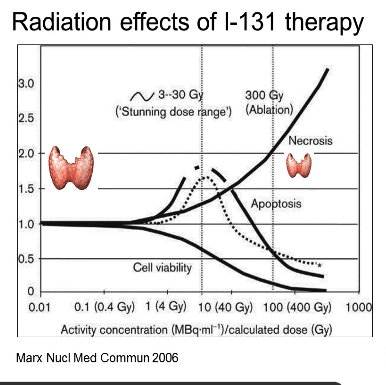 Radiation effects of I-131 therapy
3--30 Gy
('Stunning dose range')
300 Gy
(Ablation)
3.0
2.5
2.0
1.5
1.0
0.5
0
Necrosis
Apoptosis
Cell viability
0.01 0.1 (0.4 Gy) 1 (4 Gy) 10 (40 Gy) 100 (400 Gy) 1000
Activity concentration (MBq·ml⁻¹)/calculated dose (Gy)
Marx Nucl Med Commun 2006